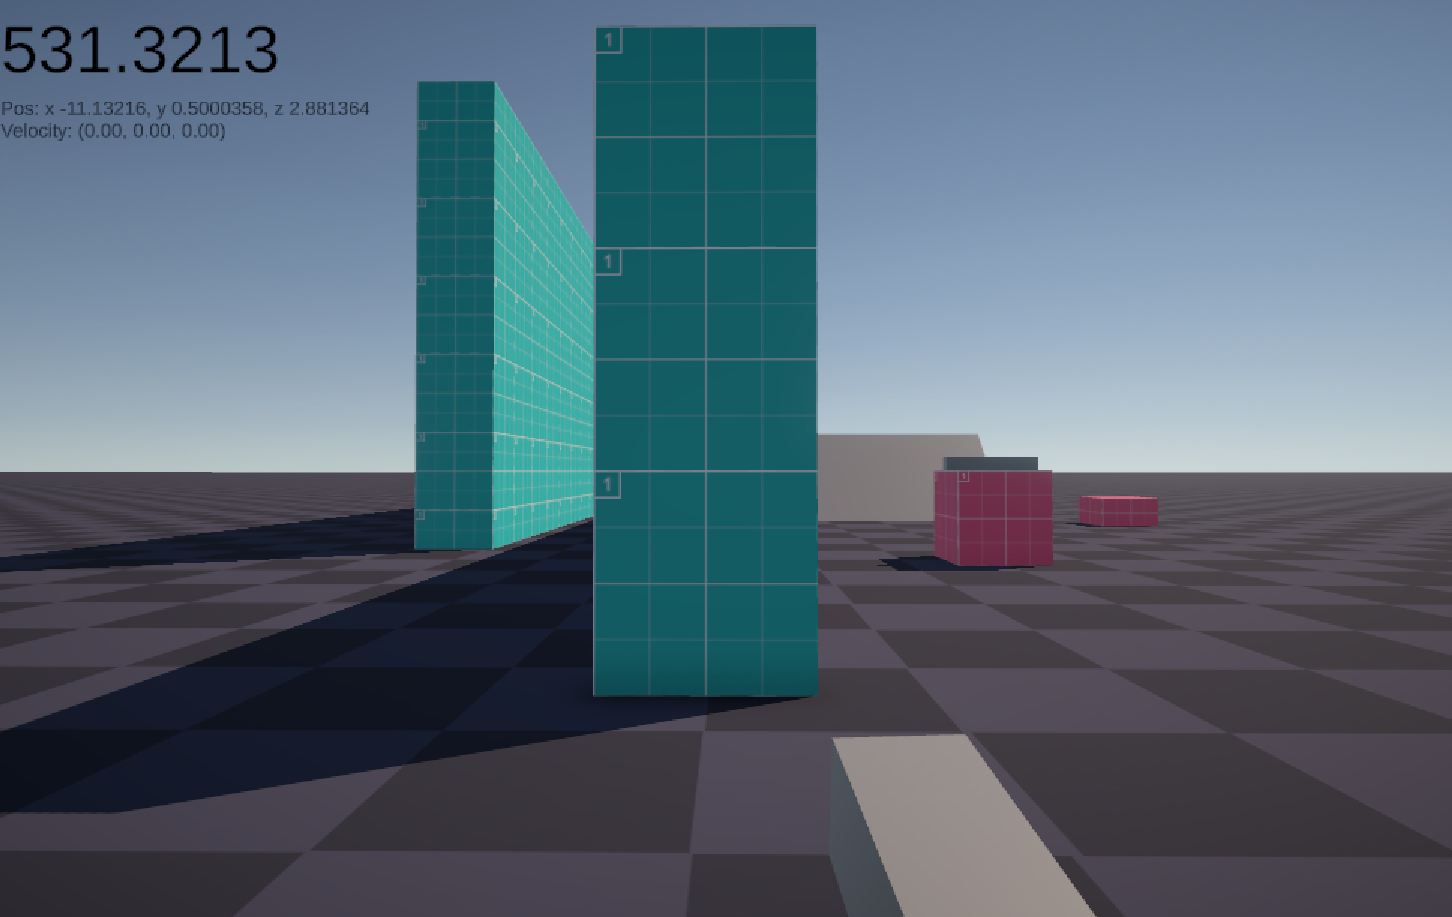 531.3213
Pos: x -11.13216, y 0.5000358, z 2.881364
Velocity: (0.00, 0.00, 0.00)
1
1
1
1